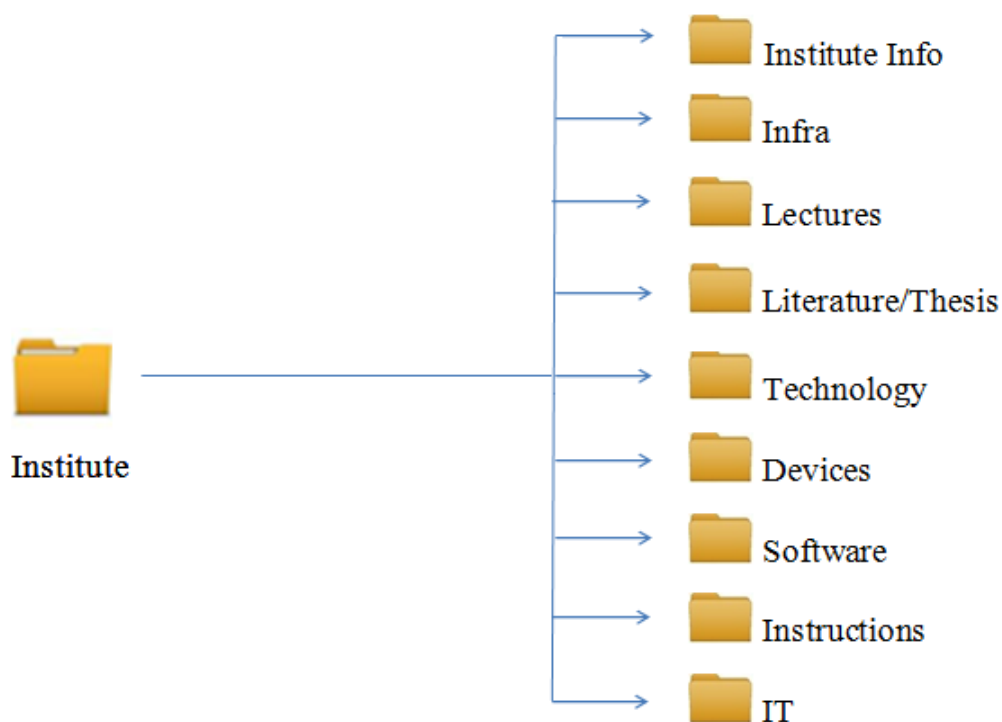 Institute Info
Infra
Lectures
Literature/Thesis
Technology
Institute
Devices
Software
Instructions
IT